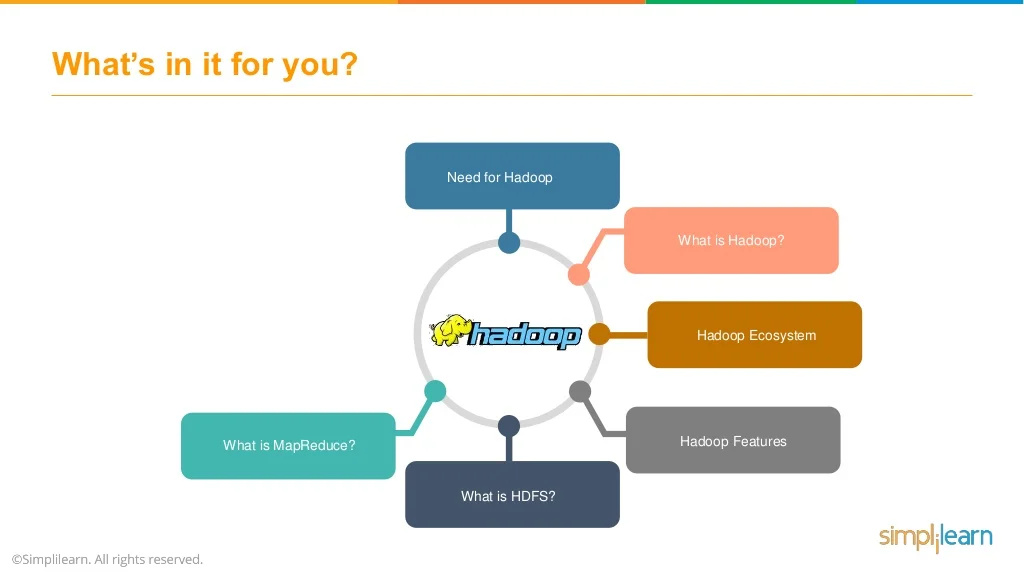 What’s in it for you?
Need for Hadoop
What is Hadoop?
hadoop
Hadoop Ecosystem
What is MapReduce?
Hadoop Features
What is HDFS?
simplilearn
©Simplilearn. All rights reserved.